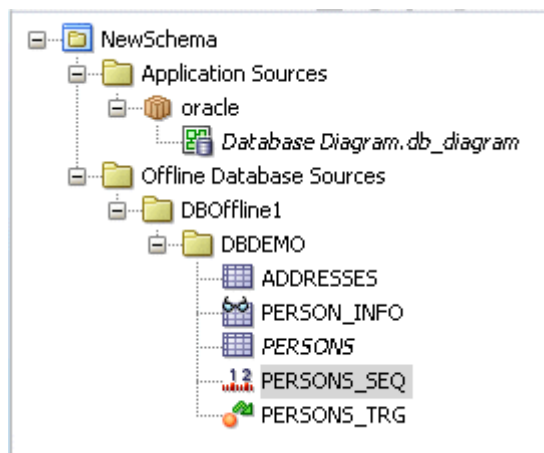 NewSchema
Application Sources
oracle
Database Diagram.db_diagram
Offline Database Sources
DBOffline1
DBDEMO
ADDRESSES
PERSON_INFO
PERSONS
PERSONS_SEQ
PERSONS_TRG